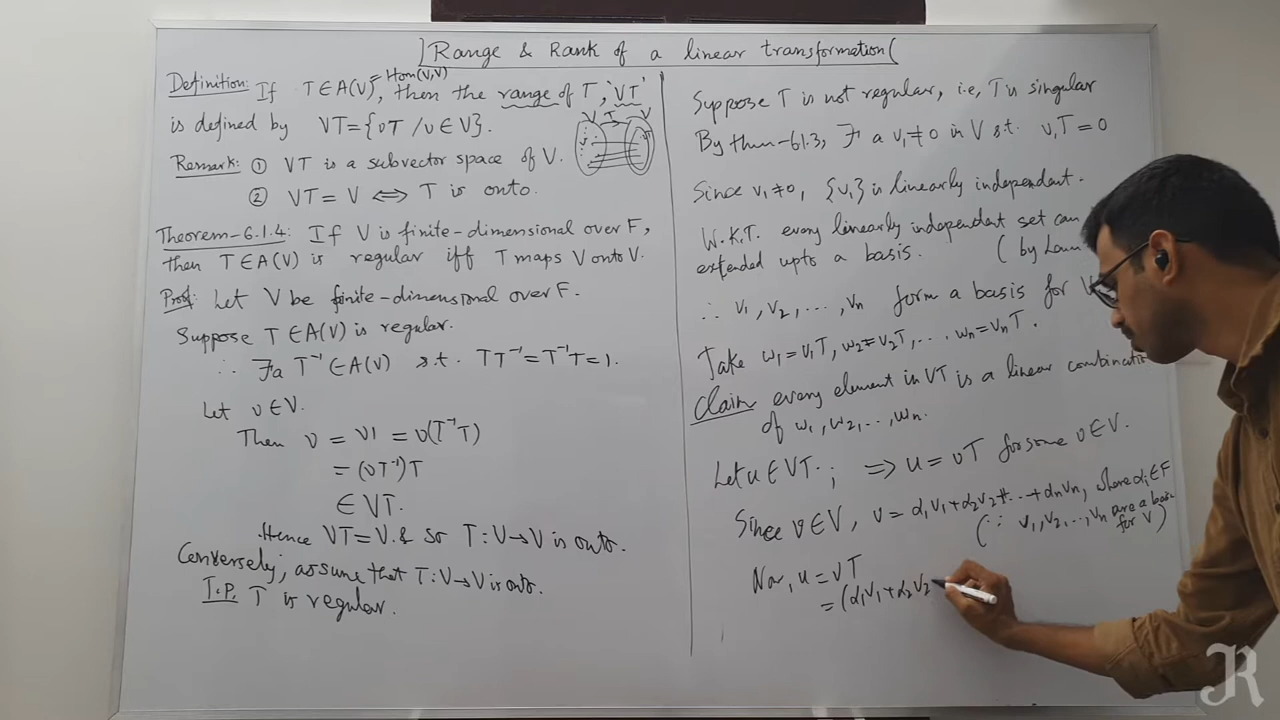 Range & Rank of a linear transformation
Definition: If T∈A(V)=Hom(V,V), then the range of T, 'VT'
is defined by VT={vT /v∈V}.
V T V
Remark: ① VT is a subvector space of V.
② VT=V ⟺ T is onto.
Theorem-6.1.4: If V is finite-dimensional over F,
then T∈A(V) is regular iff T maps V onto V.
Proof: Let V be finite-dimensional over F.
Suppose T∈A(V) is regular.
∴ ∃ a T⁻¹∈A(V) s.t. TT⁻¹=T⁻¹T=1.
Let v∈V.
Then v = v1 = v(T⁻¹T)
= (vT⁻¹)T
∈ VT.
Hence VT=V. & so T:V→V is onto.
Conversely, assume that T:V→V is onto.
T.P. T is regular.
Suppose T is not regular, i.e, T is singular
By thm-6.1.3, ∃ a v₁≠0 in V s.t. v₁T=0
Since v₁≠0, {v₁} is linearly independent.
W.K.T. every linearly independent set can
extended upto a basis. (by
∴ v₁,v₂,...,vₙ form a basis for V
Take w₁=v₁T, w₂=v₂T,..., wₙ=vₙT.
Claim every element in VT is a linear combinati
of w₁,w₂,..,wₙ.
Let u∈VT.; ⟹ u=vT for some v∈V.
Since v∈V, v=α₁v₁+α₂v₂+...+αₙvₙ, where αᵢ∈F
(∵ v₁,v₂,..,vₙ are a basis
for V)
Now, u=vT
=(α₁v₁+α₂v₂
R